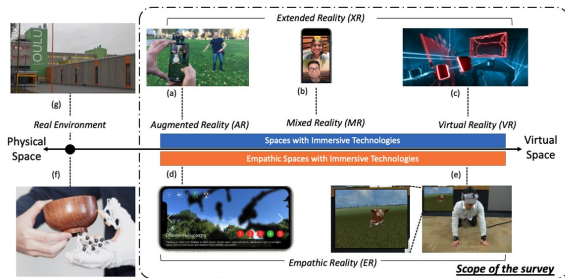 Extended Reality (XR)
OULU
(g)
(a)
(b)
(c)
Real Environment
Augmented Reality (AR)
Mixed Reality (MR)
Virtual Reality (VR)
Physical
Space
Spaces with Immersive Technologies
Empathic Spaces with Immersive Technologies
Virtual
Space
(f)
(d)
(e)
Empathic Reality (ER)
Scope of the survey